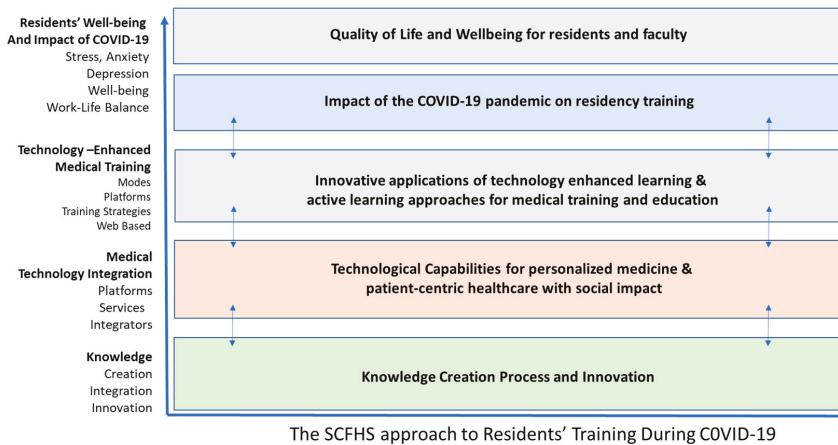 Residents' Well-being
And Impact of COVID-19
Stress, Anxiety
Depression
Well-being
Work-Life Balance
Quality of Life and Wellbeing for residents and faculty
Impact of the COVID-19 pandemic on residency training
Technology –Enhanced
Medical Training
Modes
Platforms
Training Strategies
Web Based
Innovative applications of technology enhanced learning &
active learning approaches for medical training and education
Medical
Technology Integration
Platforms
Services
Integrators
Technological Capabilities for personalized medicine &
patient-centric healthcare with social impact
Knowledge
Creation
Integration
Innovation
Knowledge Creation Process and Innovation
The SCFHS approach to Residents' Training During C0VID-19